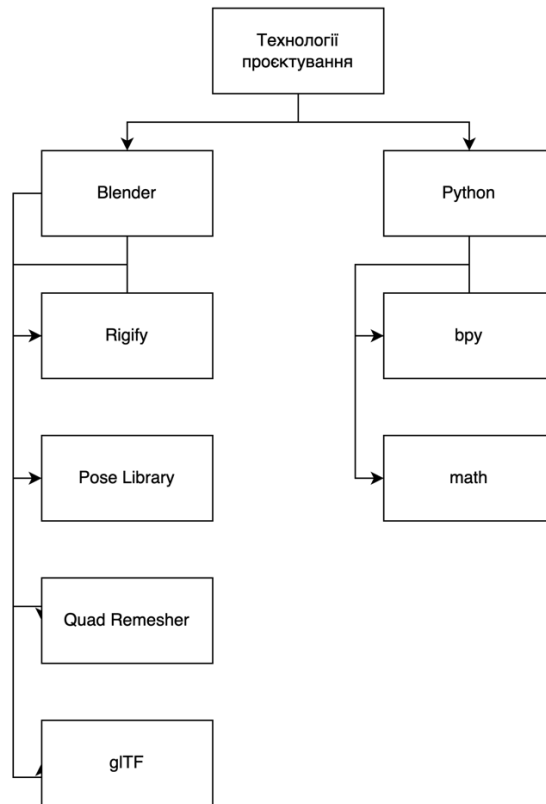 Технології
проєктування
Blender
Python
Rigify
bpy
Pose Library
math
Quad Remesher
glTF